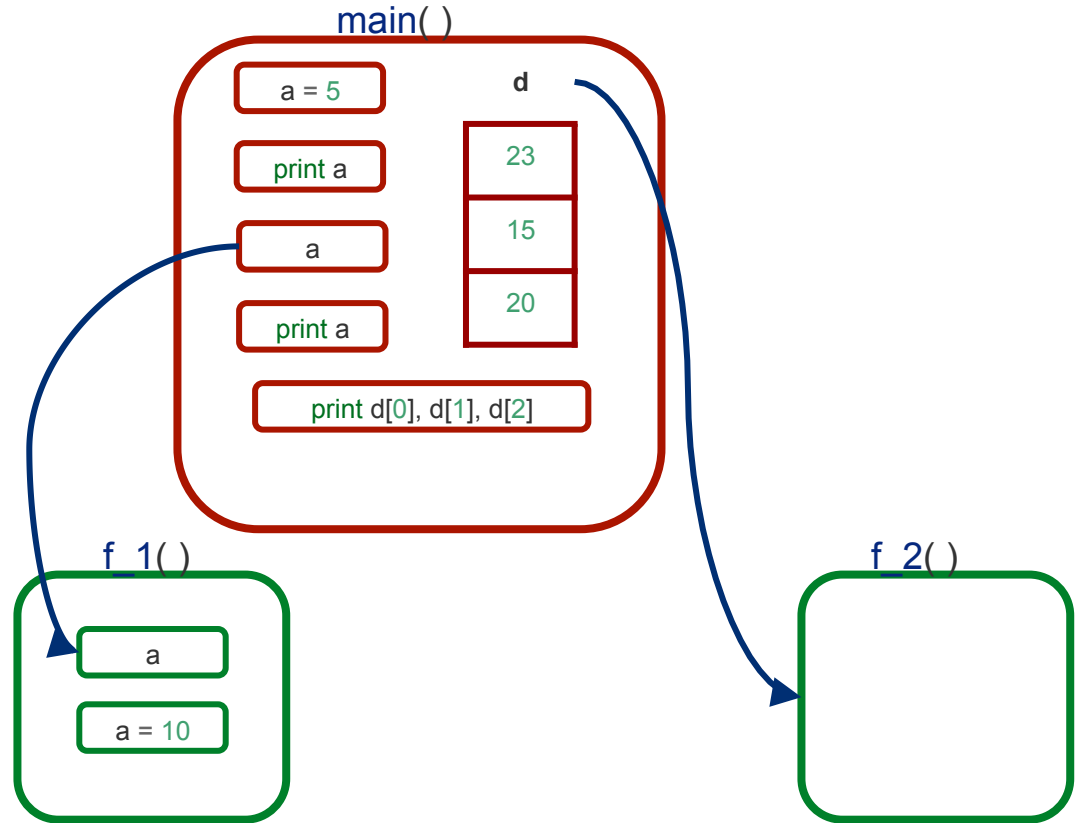 main( )
a = 5
print a
a
print a
d
23
15
20
print d[0], d[1], d[2]
f_1( )
a
a = 10
f_2( )